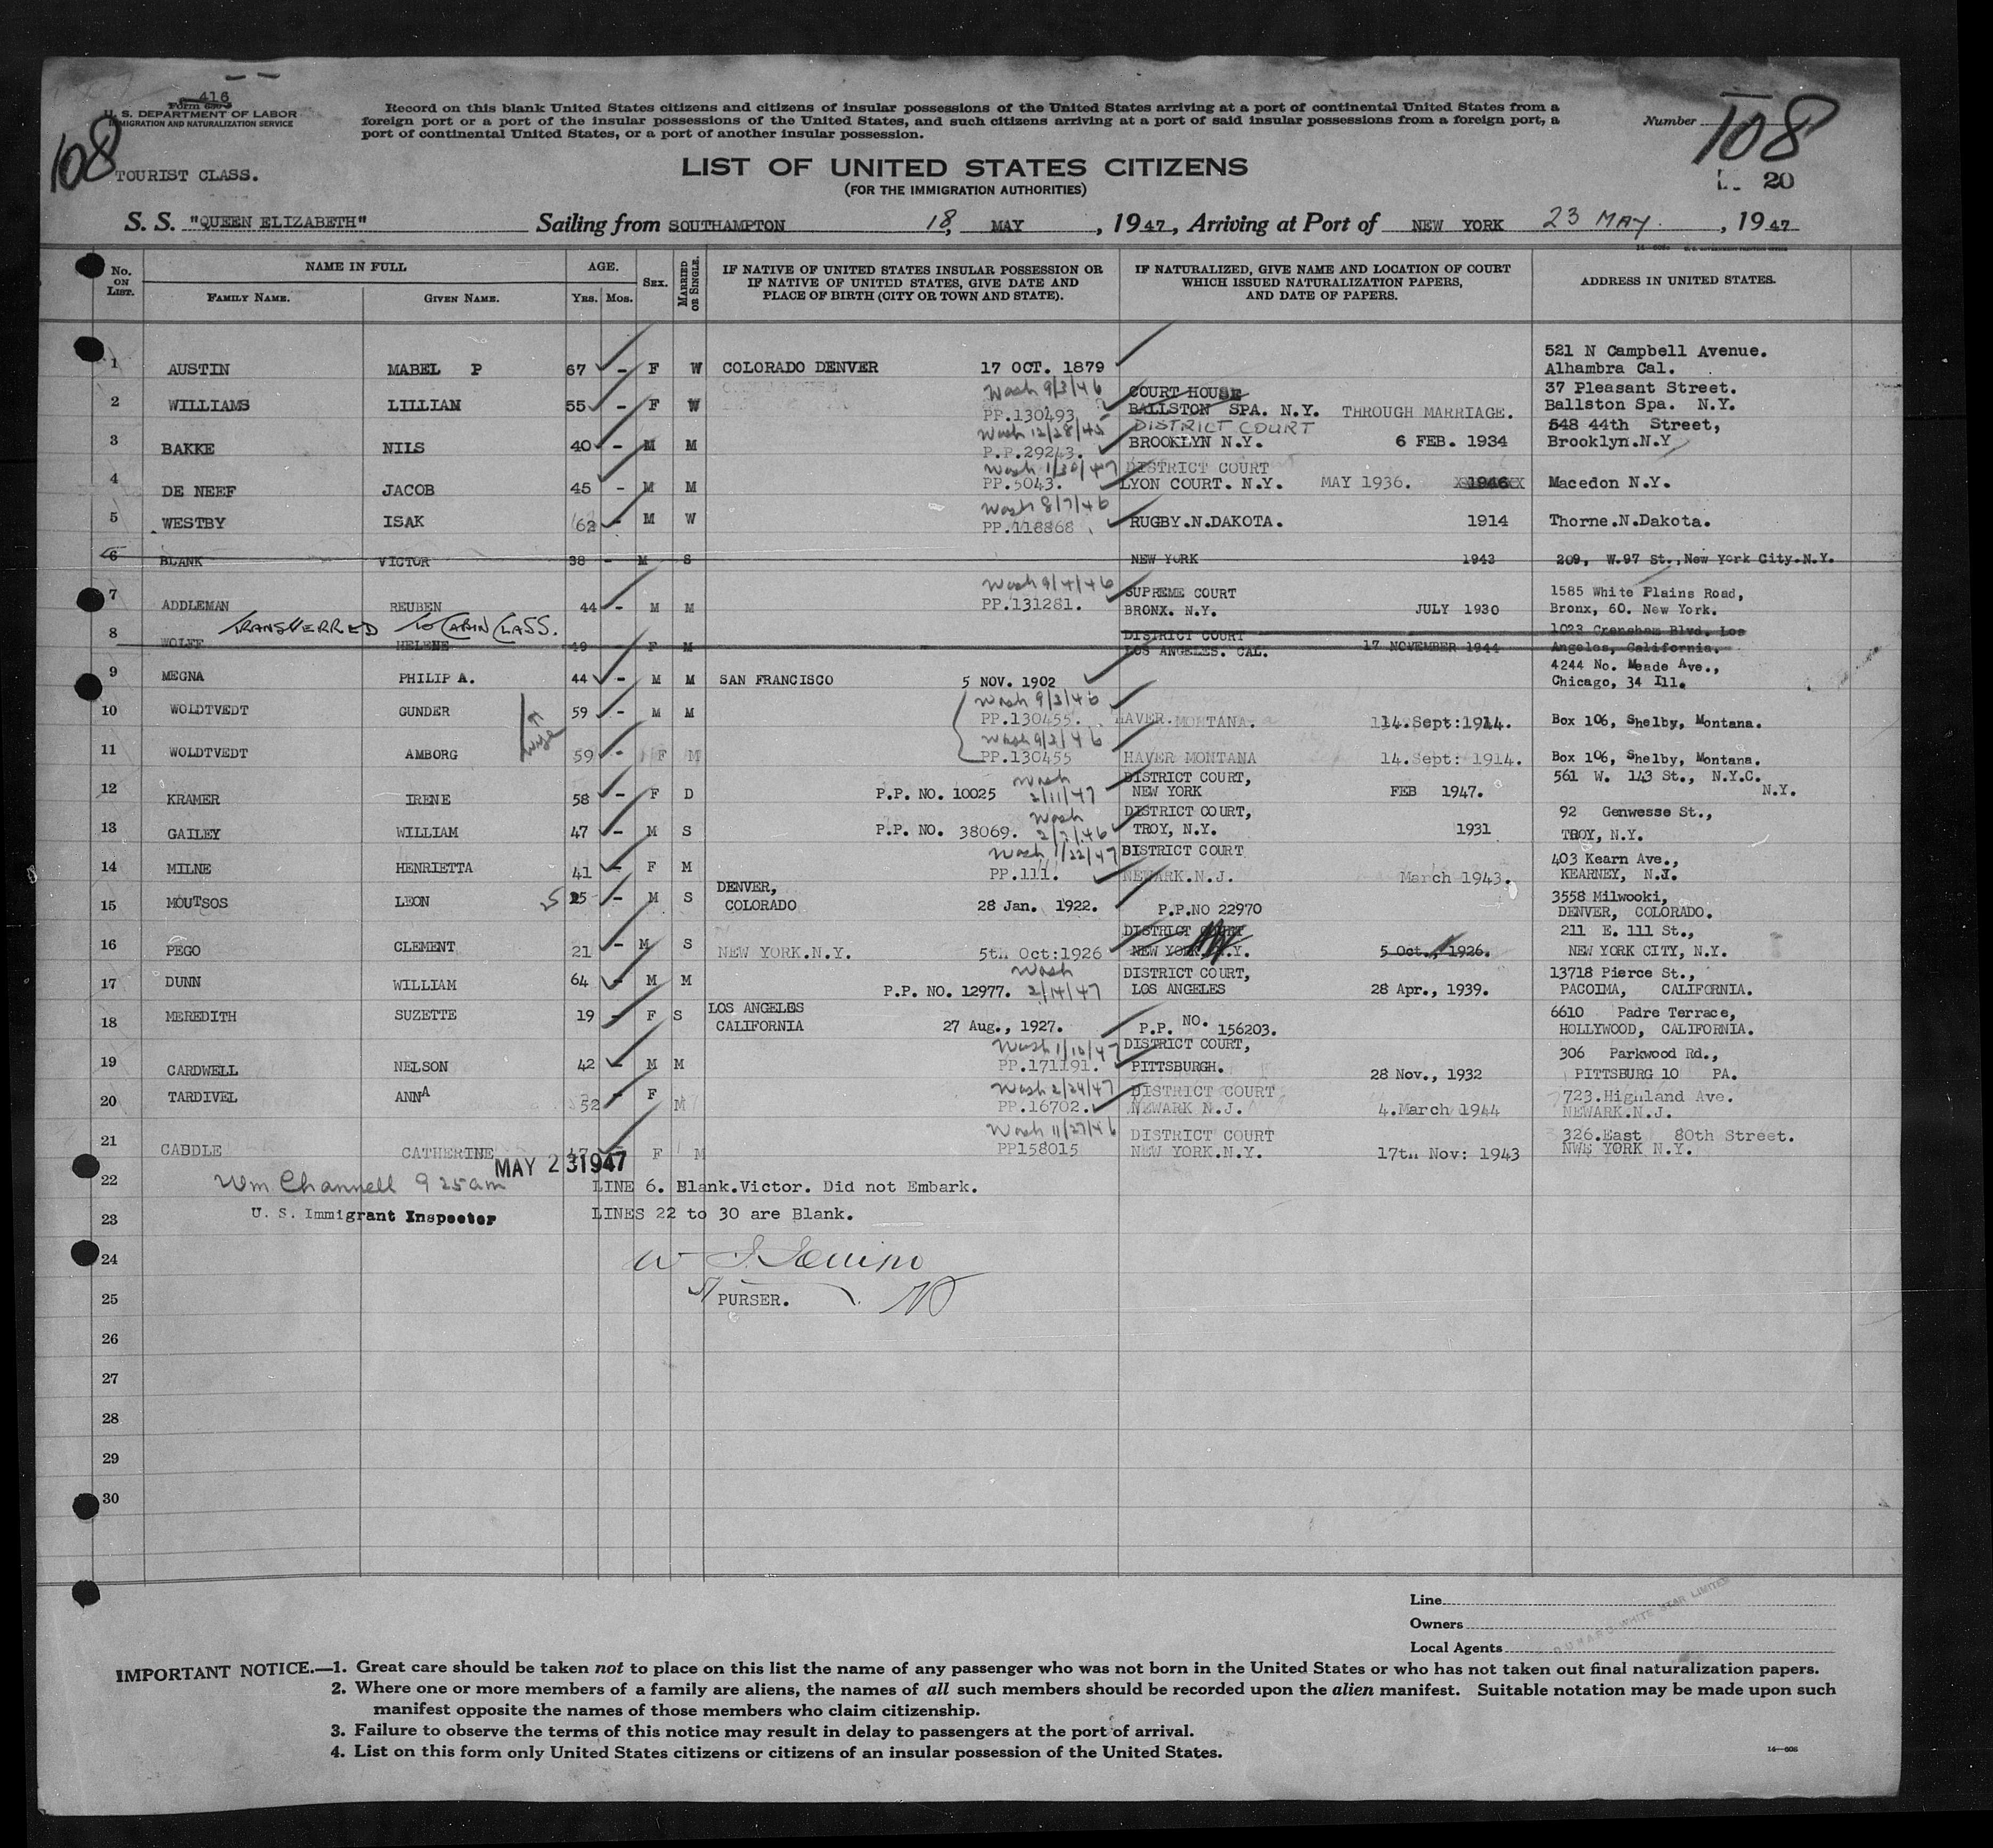 416
U. S. DEPARTMENT OF LABOR
IMMIGRATION AND NATURALIZATION SERVICE
108
TOURIST CLASS.
Record on this blank United States citizens and citizens of insular possessions of the United States arriving at a port of continental United States from a
foreign port or a port of the insular possessions of the United States, and such citizens arriving at a port of said insular possessions from a foreign port, a
port of continental United States, or a port of another insular possession.
Number 108
20
LIST OF UNITED STATES CITIZENS
(FOR THE IMMIGRATION AUTHORITIES)
S. S. "QUEEN ELIZABETH" Sailing from SOUTHAMPTON 18, MAY, 1947, Arriving at Port of NEW YORK 23 MAY., 1947
No. ON LIST. NAME IN FULL FAMILY NAME. GIVEN NAME. AGE. YRS. MOS. SEX. MARRIED OR SINGLE.
IF NATIVE OF UNITED STATES INSULAR POSSESSION OR
IF NATIVE OF UNITED STATES, GIVE DATE AND
PLACE OF BIRTH (CITY OR TOWN AND STATE).
IF NATURALIZED, GIVE NAME AND LOCATION OF COURT
WHICH ISSUED NATURALIZATION PAPERS,
AND DATE OF PAPERS.
ADDRESS IN UNITED STATES.
521 N Campbell Avenue.
1 AUSTIN MABEL P 67 - F W COLORADO DENVER 17 OCT. 1879 Alhambra Cal.
Wash 9/3/46 COURT HOUSE 37 Pleasant Street.
2 WILLIAMS LILLIAN 55 - F W PP.130493 BALLSTON SPA. N.Y. THROUGH MARRIAGE. Ballston Spa. N.Y.
Wash 12/28/45 DISTRICT COURT 648 44th Street,
3 BAKKE NILS 40 - M M P.P.29243. BROOKLYN N.Y. 6 FEB. 1934 Brooklyn.N.Y
Wash 1/30/47 DISTRICT COURT
4 DE NEEF JACOB 45 - M M PP.5043. LYON COURT. N.Y. MAY 1936. 1946 Macedon N.Y.
Wash 8/7/46
5 WESTBY ISAK 62 - M W PP.118868 RUGBY.N.DAKOTA. 1914 Thorne.N.Dakota.
6 BLANK VICTOR 38 - M S NEW YORK 1943 209, W.97 St.,New York City.N.Y.
Wash 9/4/46 SUPREME COURT 1585 White Plains Road,
7 ADDLEMAN REUBEN 44 - M M PP.131281. BRONX. N.Y. JULY 1930 Bronx, 60. New York.
TRANSFERRED to CABIN CLASS.
DISTRICT COURT 1023 Crensham Blvd. Los
8 WOLFF HELENE 49 - F M LOS ANGELES. CAL. 17 NOVEMBER 1944 Angeles, California.
4244 No. Meade Ave.,
9 MEGNA PHILIP A. 44 - M M SAN FRANCISCO 5 NOV. 1902 Chicago, 34 Ill.
Wash 9/3/46
10 WOLDTVEDT GUNDER 59 - M M PP.130455. HAVER.MONTANA. 114.Sept:1914. Box 106, Shelby, Montana.
wife
Wash 9/3/46
11 WOLDTVEDT AMBORG 59 - F M PP.130455 HAVER MONTANA 14.Sept: 1914. Box 106, Shelby, Montana.
Wash DISTRICT COURT, 561 W. 143 St., N.Y.C.
12 KRAMER IRENE 58 - F D P.P. NO. 10025 2/11/47 NEW YORK FEB 1947. N.Y.
Wash DISTRICT COURT, 92 Genwesse St.,
13 GAILEY WILLIAM 47 - M S P.P. NO. 38069. 2/7/46 TROY, N.Y. 1931 TROY, N.Y.
Wash 1/22/47 DISTRICT COURT 403 Kearn Ave.,
14 MILNE HENRIETTA 41 - F M PP.111. NEWARK.N.J. March 1943. KEARNEY, N.J.
DENVER, 3558 Milwooki,
15 MOUTSOS LEON 25 - M S COLORADO 28 Jan. 1922. P.P.NO 22970 DENVER, COLORADO.
DISTRICT COURT 211 E. 111 St.,
16 PEGO CLEMENT 21 - M S NEW YORK.N.Y. 5th Oct:1926 NEW YORK N.Y. 5 Oct., 1926. NEW YORK CITY, N.Y.
Wash DISTRICT COURT, 13718 Pierce St.,
17 DUNN WILLIAM 64 - M M P.P. NO. 12977. 2/14/47 LOS ANGELES 28 Apr., 1939. PACOIMA, CALIFORNIA.
LOS ANGELES 6610 Padre Terrace,
18 MEREDITH SUZETTE 19 - F S CALIFORNIA 27 Aug., 1927. P.P. NO. 156203. HOLLYWOOD, CALIFORNIA.
Wash 1/16/47 DISTRICT COURT, 306 Parkwood Rd.,
19 CARDWELL NELSON 42 - M M PP.171191. PITTSBURGH. 28 Nov., 1932 PITTSBURG 10 PA.
Wash 2/24/47 DISTRICT COURT 723.Highland Ave.
20 TARDIVEL ANNA 52 - F M PP.16702. NEWARK N.J. 4.March 1944 NEWARK.N.J.
Wash 11/27/46 DISTRICT COURT 326.East 80th Street.
21 CABDLE CATHERINE 47 - F M PP158015 NEW YORK.N.Y. 17th Nov: 1943 NWE YORK N.Y.
MAY 23 1947
22 Wm Channell 9 25am LINE 6. Blank.Victor. Did not Embark.
23 U. S. Immigrant Inspector LINES 22 to 30 are Blank.
24
25 PURSER.
26
27
28
29
30
Line
Owners
Local Agents
CUNARD WHITE STAR LIMITED
IMPORTANT NOTICE.—1. Great care should be taken not to place on this list the name of any passenger who was not born in the United States or who has not taken out final naturalization papers.
2. Where one or more members of a family are aliens, the names of all such members should be recorded upon the alien manifest. Suitable notation may be made upon such
manifest opposite the names of those members who claim citizenship.
3. Failure to observe the terms of this notice may result in delay to passengers at the port of arrival.
4. List on this form only United States citizens or citizens of an insular possession of the United States.
14—606